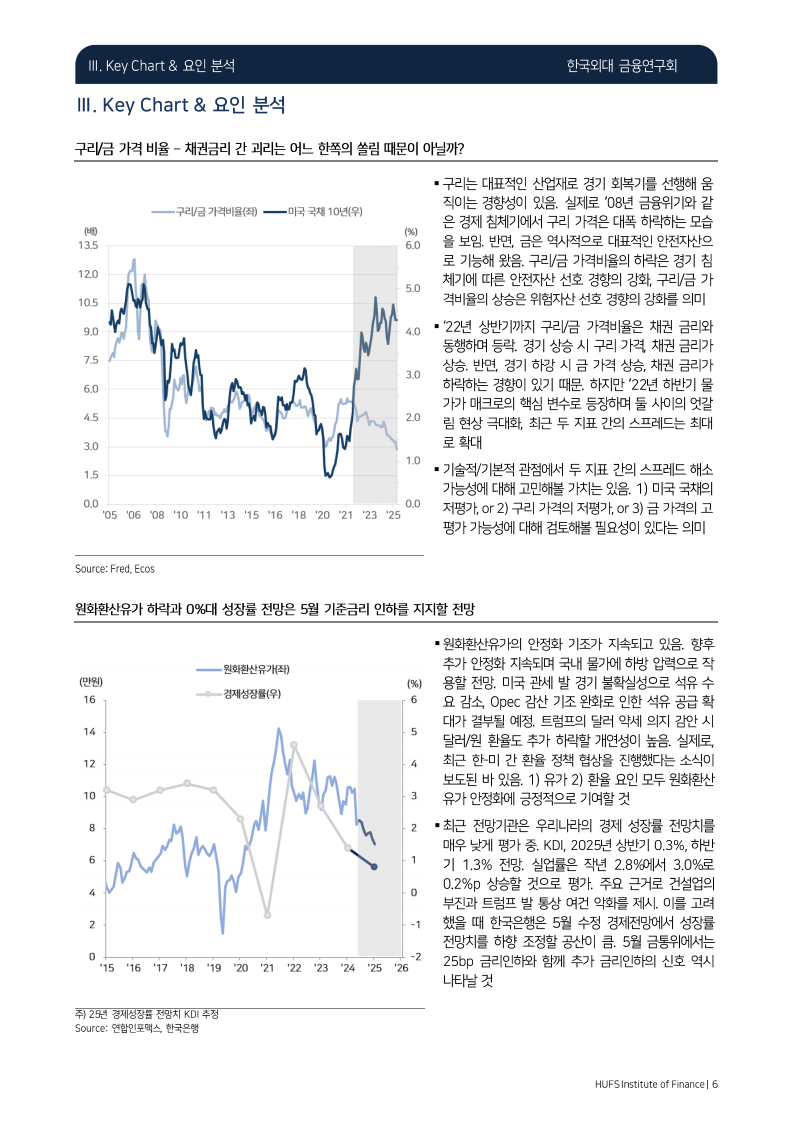 Ⅲ. Key Chart & 요인 분석
한국외대 금융연구회
Ⅲ. Key Chart & 요인 분석
구리/금 가격 비율 – 채권금리 간 괴리는 어느 한쪽의 쏠림 때문이 아닐까?
구리/금 가격비율(좌)
미국 국채 10년(우)
(배)
(%)
13.5
12.0
10.5
9.0
7.5
6.0
4.5
3.0
1.5
0.0
6.0
5.0
4.0
3.0
2.0
1.0
0.0
'05 '06 '08 '10 '11 '13 '15 '16 '18 '20 '21 '23 '25
Source: Fred, Ecos
▪ 구리는 대표적인 산업재로 경기 회복기를 선행해 움
직이는 경향성이 있음. 실제로 ‘08년 금융위기와 같
은 경제 침체기에서 구리 가격은 대폭 하락하는 모습
을 보임. 반면, 금은 역사적으로 대표적인 안전자산으
로 기능해 왔음. 구리/금 가격비율의 하락은 경기 침
체기에 따른 안전자산 선호 경향의 강화, 구리/금 가
격비율의 상승은 위험자산 선호 경향의 강화를 의미
▪ ‘22년 상반기까지 구리/금 가격비율은 채권 금리와
동행하며 등락. 경기 상승 시 구리 가격, 채권 금리가
상승. 반면, 경기 하강 시 금 가격 상승, 채권 금리가
하락하는 경향이 있기 때문. 하지만 ‘22년 하반기 물
가가 매크로의 핵심 변수로 등장하며 둘 사이의 엇갈
림 현상 극대화, 최근 두 지표 간의 스프레드는 최대
로 확대
▪ 기술적/기본적 관점에서 두 지표 간의 스프레드 해소
가능성에 대해 고민해볼 가치는 있음. 1) 미국 국채의
저평가, or 2) 구리 가격의 저평가, or 3) 금 가격의 고
평가 가능성에 대해 검토해볼 필요성이 있다는 의미
원화환산유가 하락과 0%대 성장률 전망은 5월 기준금리 인하를 지지할 전망
원화환산유가(좌)
경제성장률(우)
(만원)
(%)
16
14
12
10
8
6
4
2
0
6
5
4
3
2
1
0
-1
-2
'15 '16 '17 '18 '19 '20 '21 '22 '23 '24 '25 '26
주) 25년 경제성장률 전망치 KDI 추정
Source: 연합인포맥스, 한국은행
▪ 원화환산유가의 안정화 기조가 지속되고 있음. 향후
추가 안정화 지속되며 국내 물가에 하방 압력으로 작
용할 전망. 미국 관세 발 경기 불확실성으로 석유 수
요 감소, Opec 감산 기조 완화로 인한 석유 공급 확
대가 결부될 예정. 트럼프의 달러 약세 의지 감안 시
달러/원 환율도 추가 하락할 개연성이 높음. 실제로,
최근 한-미 간 환율 정책 협상을 진행했다는 소식이
보도된 바 있음. 1) 유가 2) 환율 요인 모두 원화환산
유가 안정화에 긍정적으로 기여할 것
▪ 최근 전망기관은 우리나라의 경제 성장률 전망치를
매우 낮게 평가 중. KDI, 2025년 상반기 0.3%, 하반
기 1.3% 전망. 실업률은 작년 2.8%에서 3.0%로
0.2%p 상승할 것으로 평가. 주요 근거로 건설업의
부진과 트럼프 발 통상 여건 악화를 제시. 이를 고려
했을 때 한국은행은 5월 수정 경제전망에서 성장률
전망치를 하향 조정할 공산이 큼. 5월 금통위에서는
25bp 금리인하와 함께 추가 금리인하의 신호 역시
나타날 것
HUFS Institute of Finance | 6